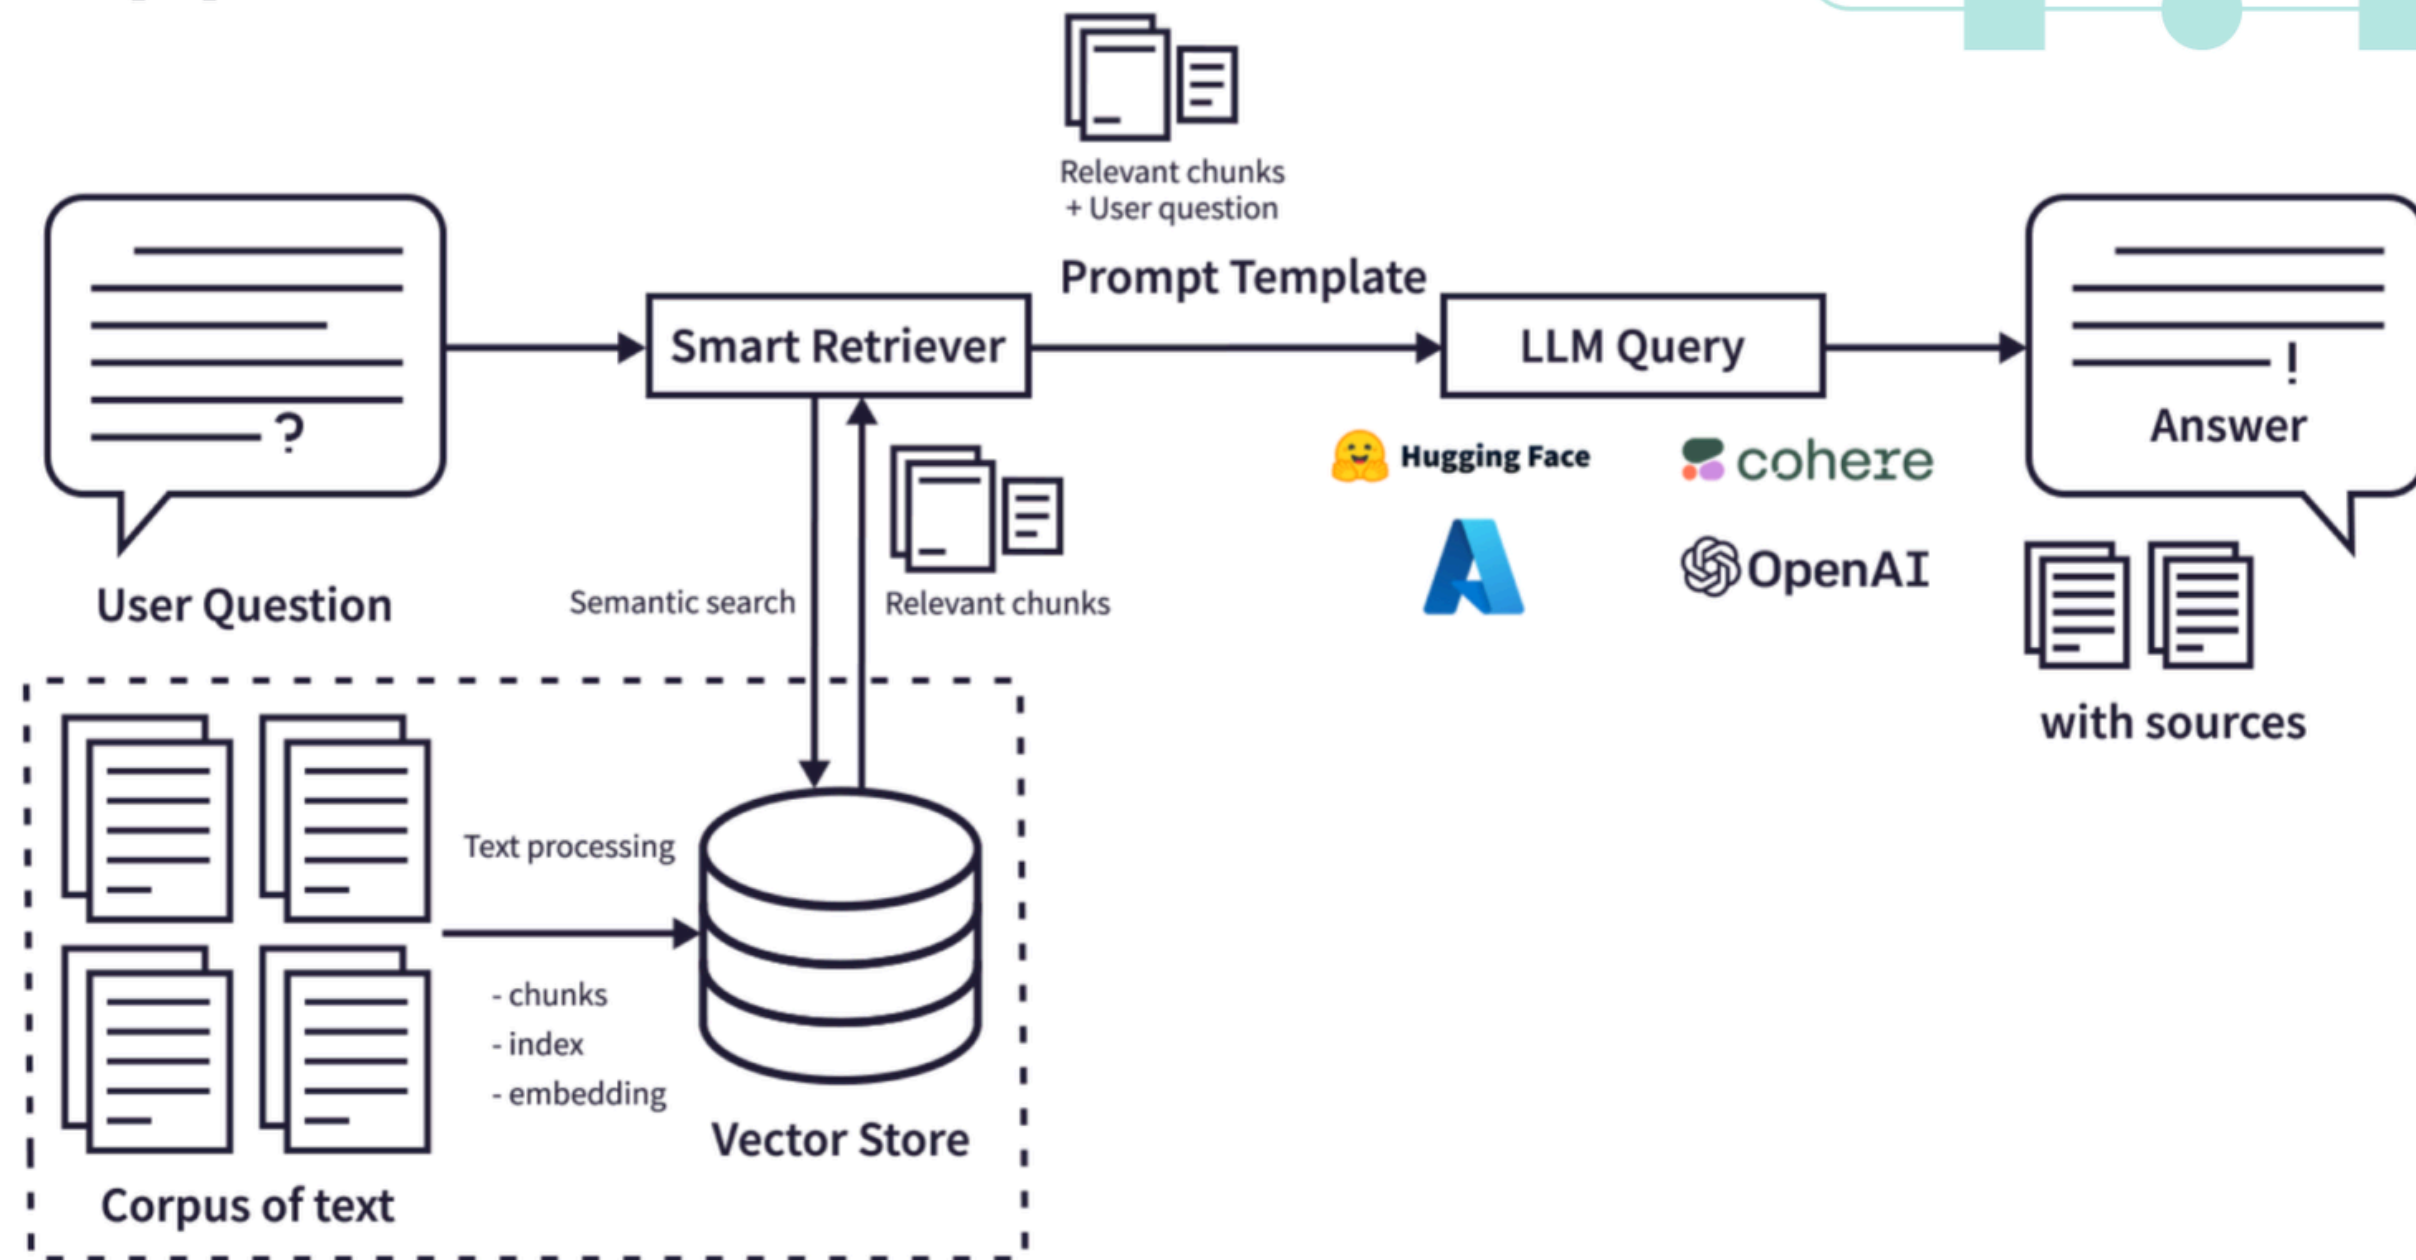 Relevant chunks
+ User question
Prompt Template
?
Smart Retriever
LLM Query
!
Answer
User Question
Semantic search
Relevant chunks
Hugging Face
cohere
OpenAI
with sources
Text processing
- chunks
- index
- embedding
Vector Store
Corpus of text